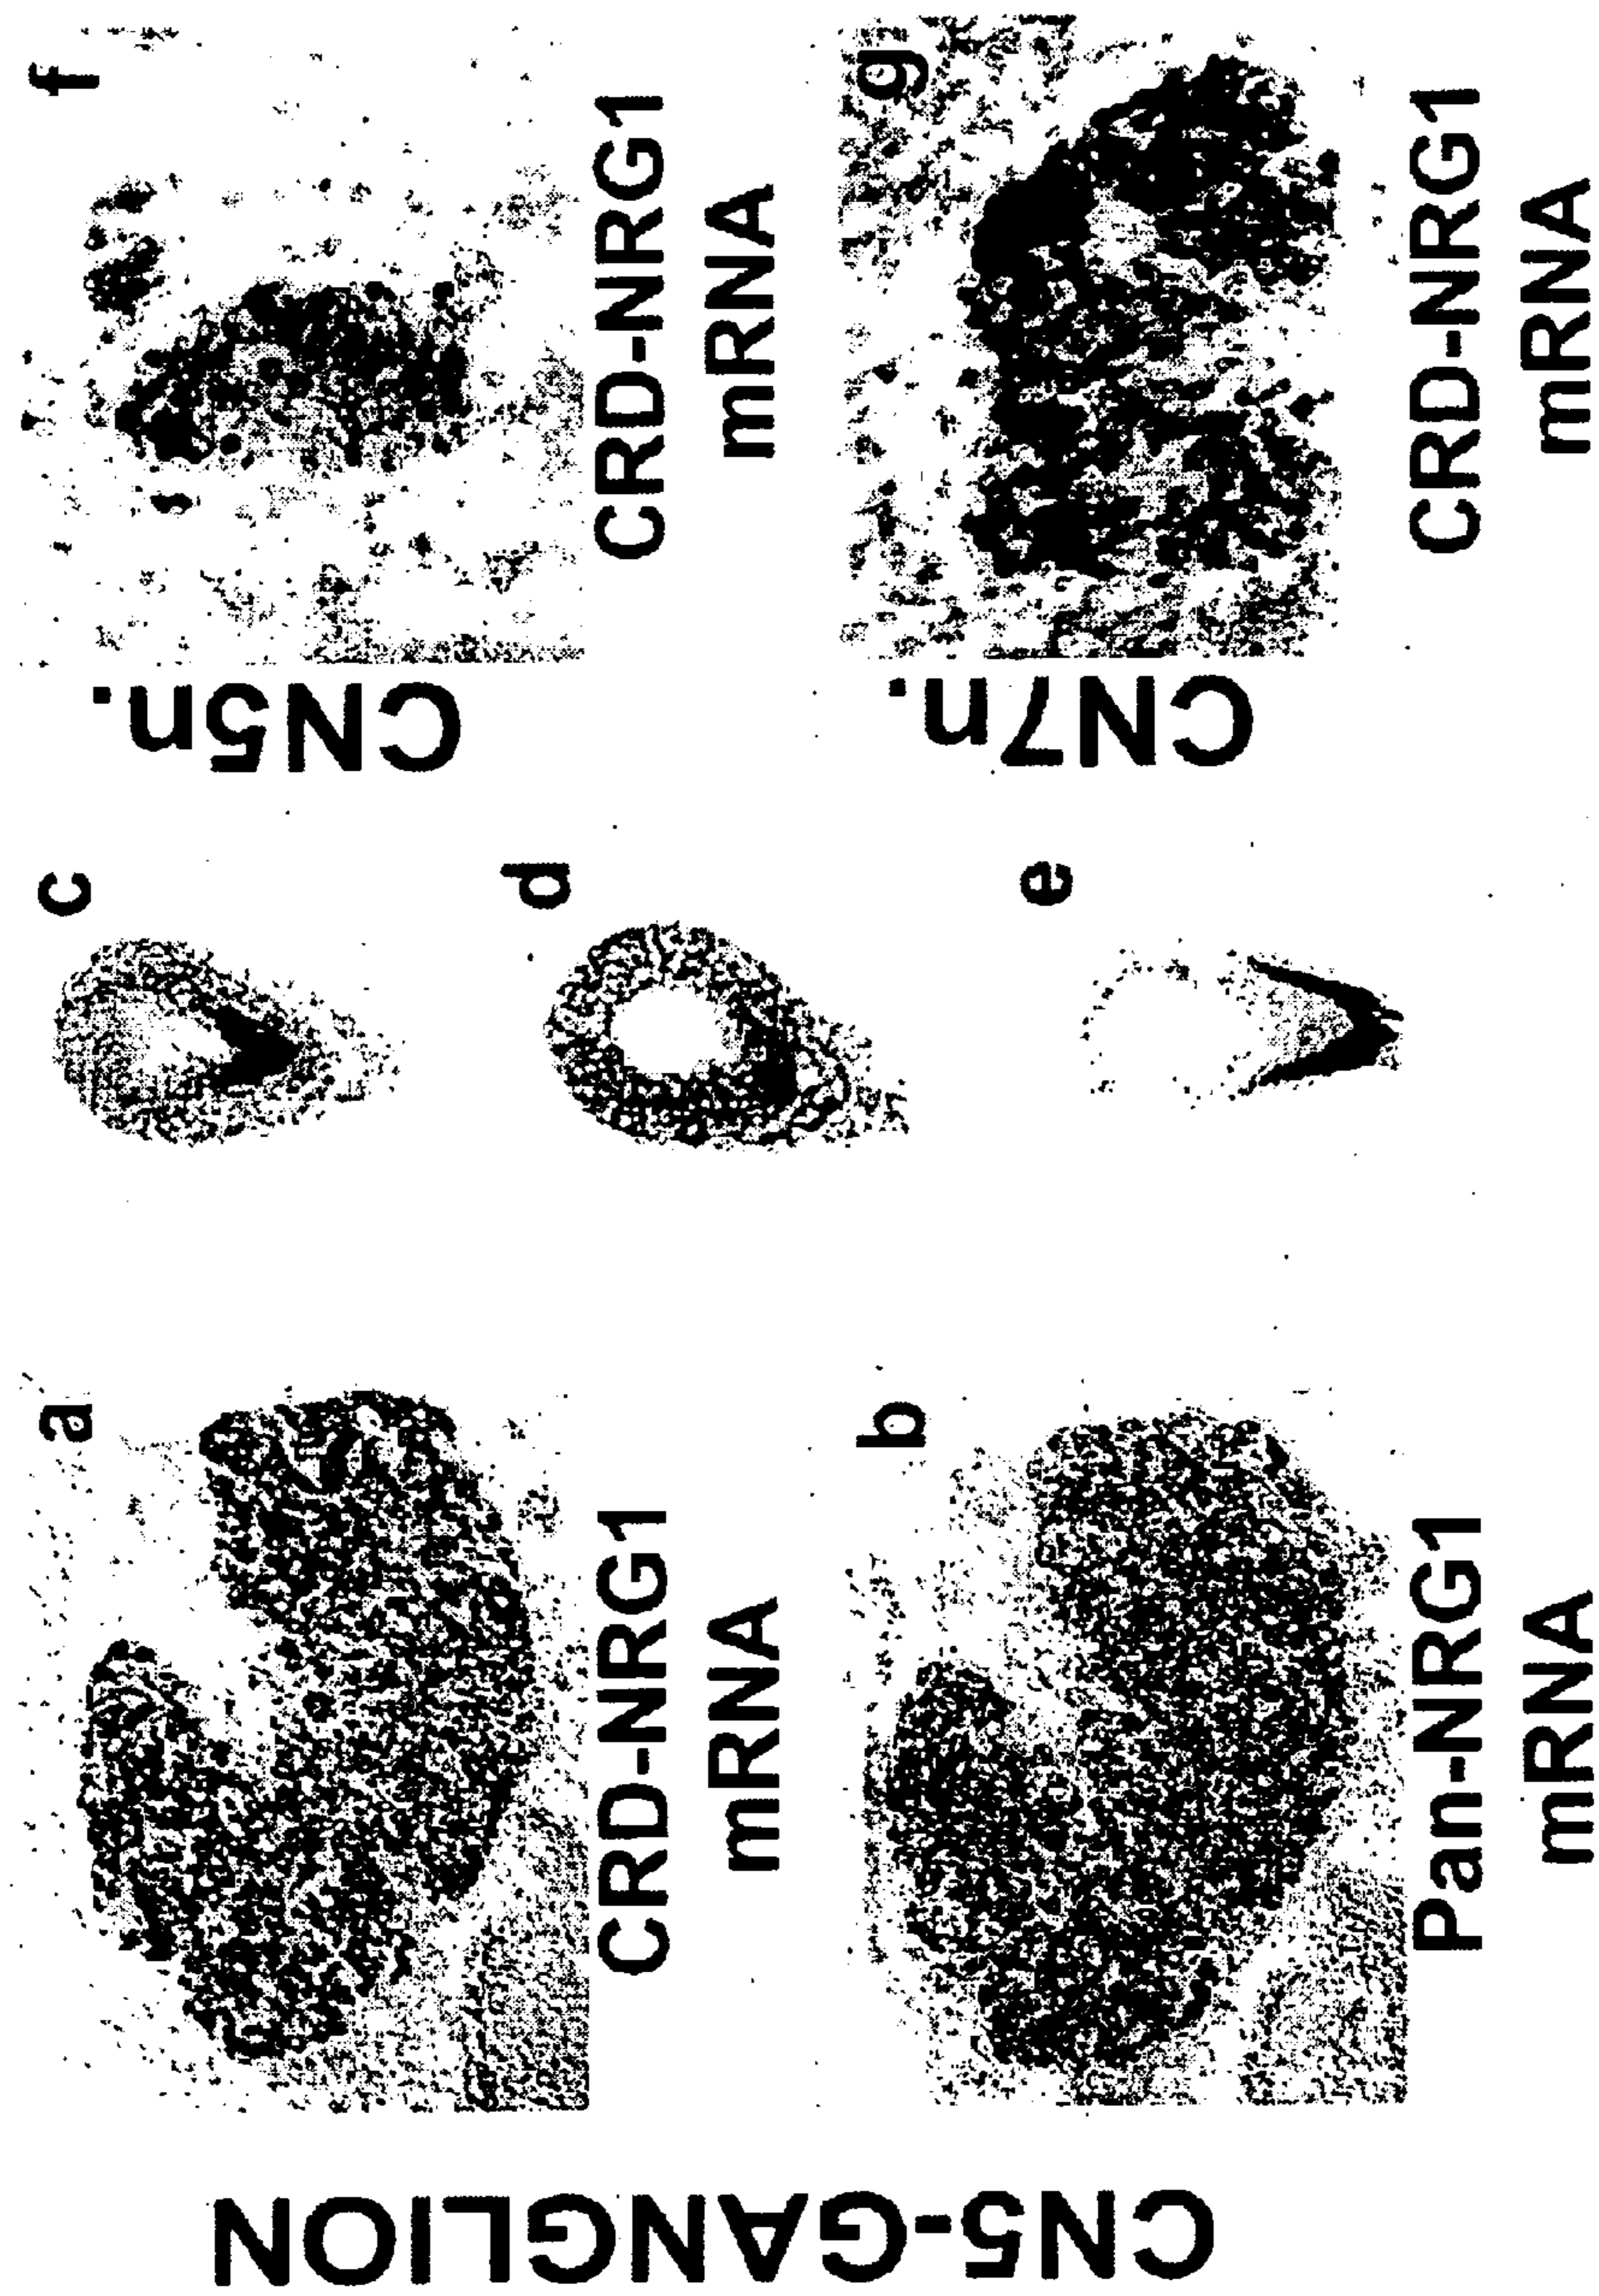 CN5-GANGLION
a
CRD-NRG1
mRNA
b
Pan-NRG1
mRNA
c
d
e
CN5n.
f
CRD-NRG1
mRNA
CN7n.
g
CRD-NRG1
mRNA